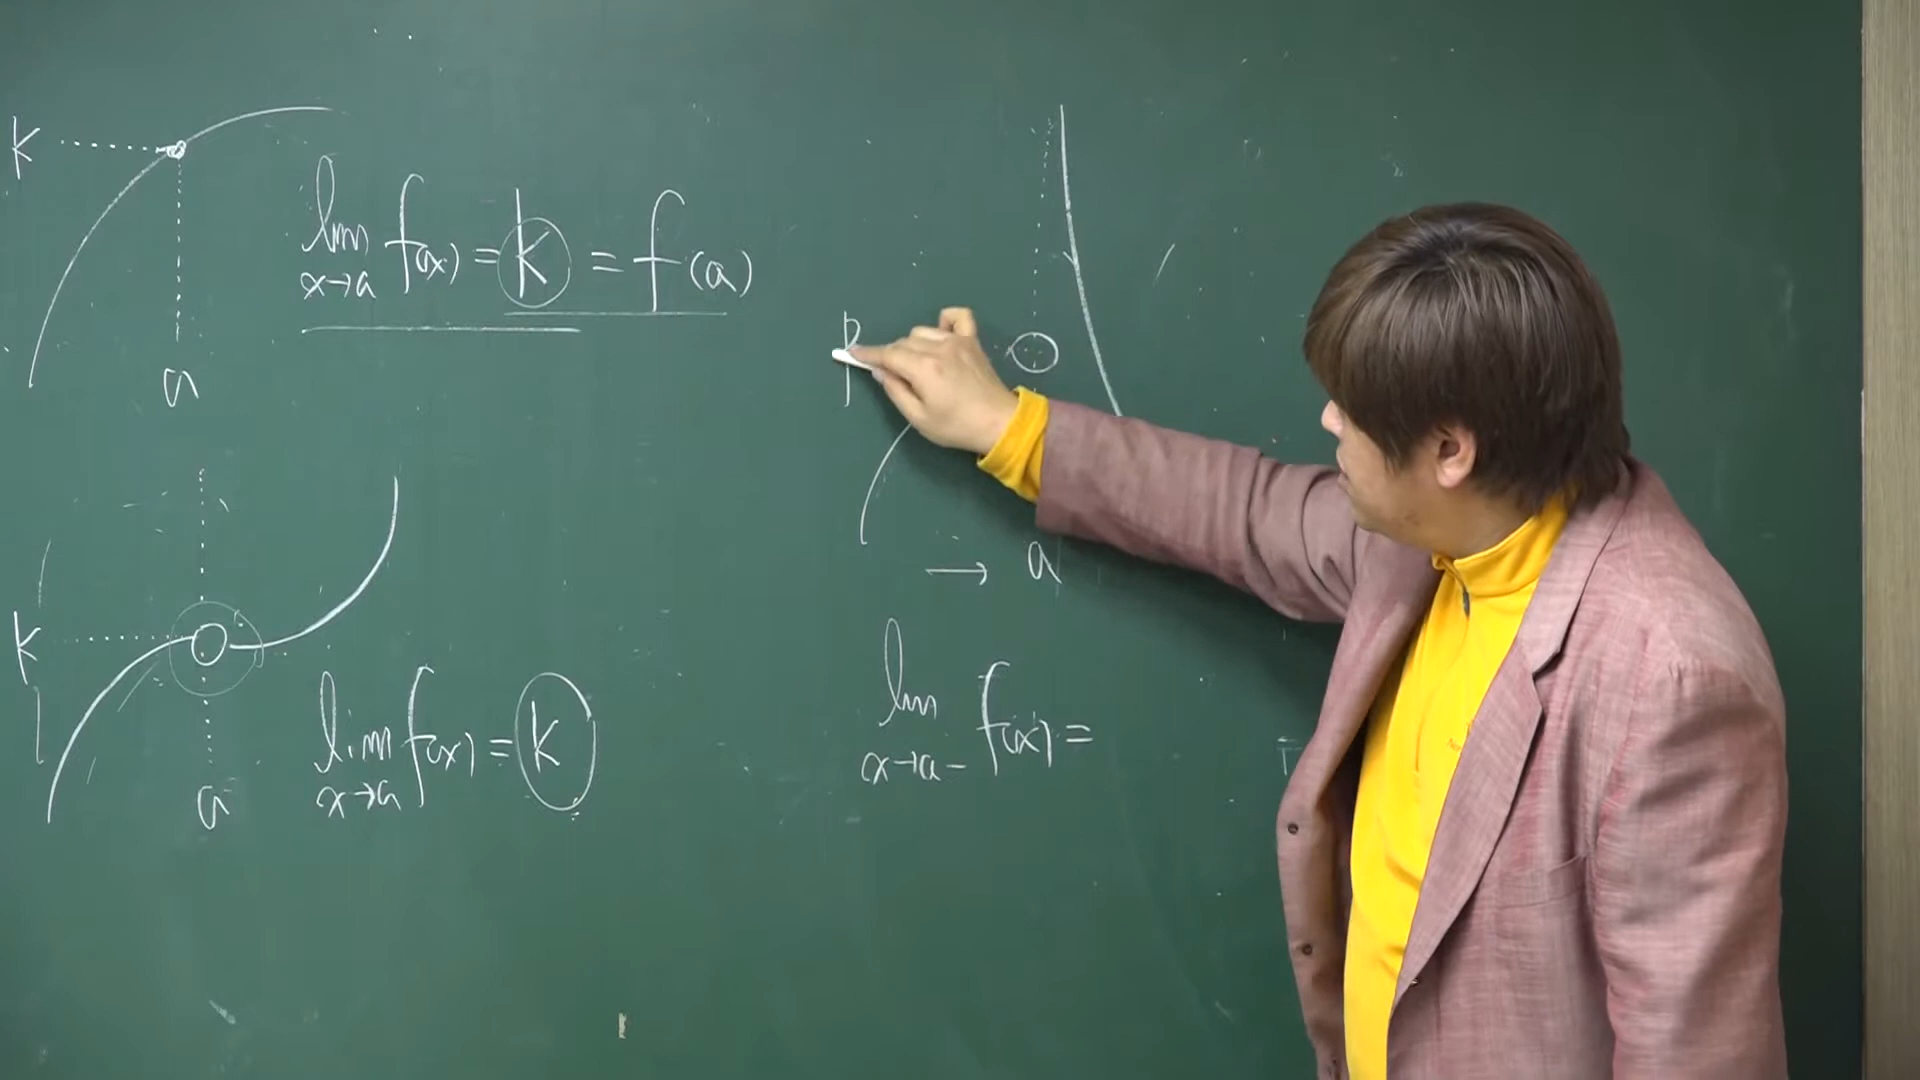 k
lim f(x) = k = f(a)
x→a
a
k
lim f(x) = k
x→a
a
→ a
lim f(x) =
x→a-